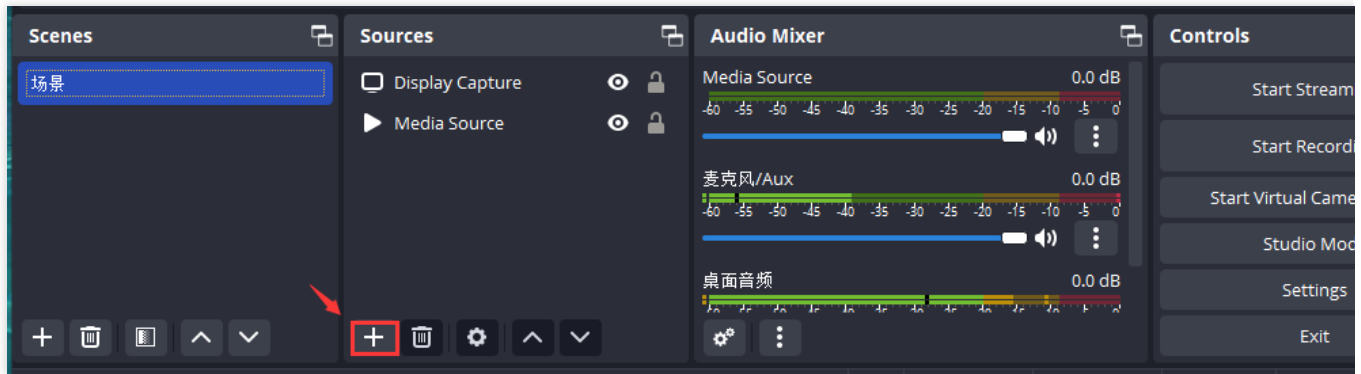 Scenes
场景
Sources
Display Capture
Media Source
Audio Mixer
Media Source 0.0 dB
-60 -55 -50 -45 -40 -35 -30 -25 -20 -15 -10 -5 0
麦克风/Aux 0.0 dB
-60 -55 -50 -45 -40 -35 -30 -25 -20 -15 -10 -5 0
桌面音频 0.0 dB
Controls
Start Stream
Start Recordi
Start Virtual Came
Studio Mod
Settings
Exit